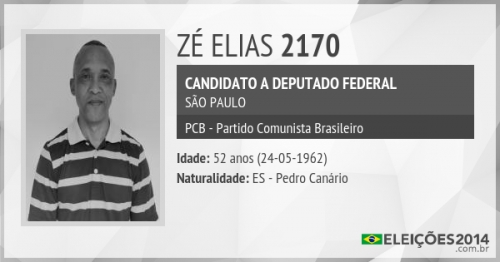 ZÉ ELIAS 2170
CANDIDATO A DEPUTADO FEDERAL
SÃO PAULO
PCB - Partido Comunista Brasileiro
Idade: 52 anos (24-05-1962)
Naturalidade: ES - Pedro Canário
ELEIÇÕES2014
.com.br